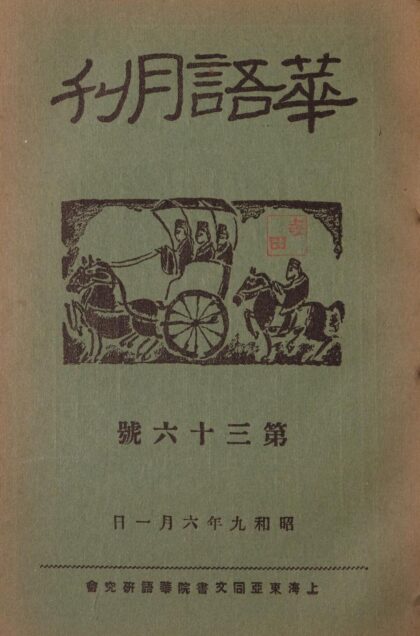 華語月刊
第三十六號
昭和九年六月一日
上海東亞同文書院華語研究會